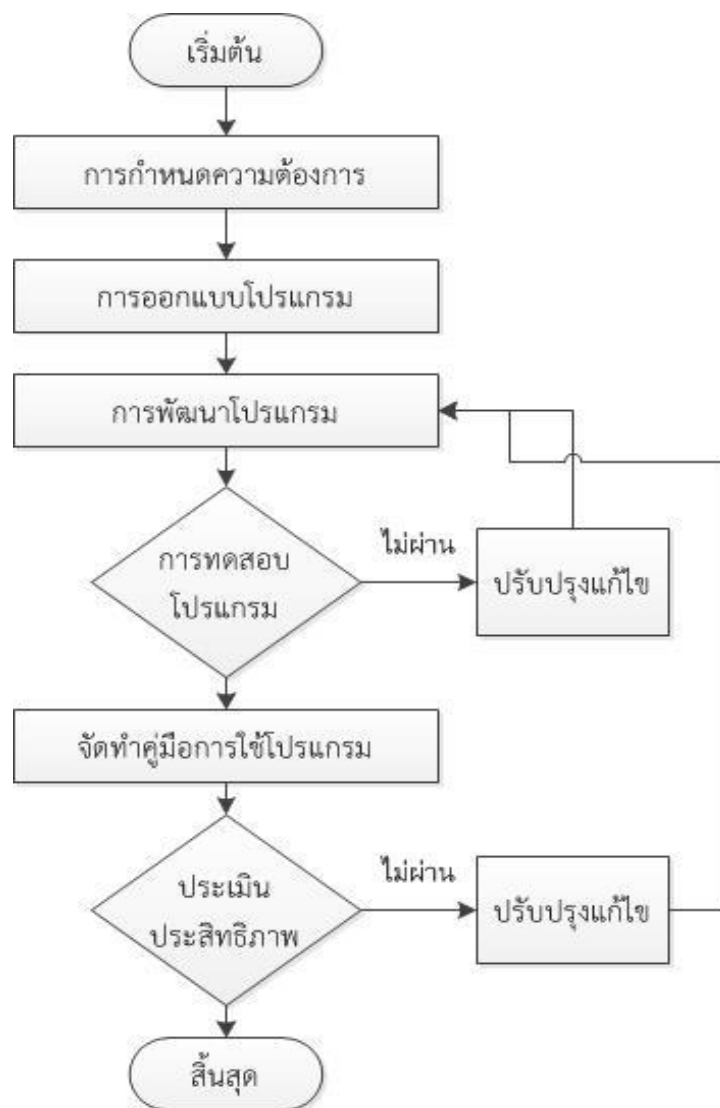 เริ่มต้น
การกำหนดความต้องการ
การออกแบบโปรแกรม
การพัฒนาโปรแกรม
การทดสอบ
โปรแกรม
ไม่ผ่าน
ปรับปรุงแก้ไข
จัดทำคู่มือการใช้โปรแกรม
ประเมิน
ประสิทธิภาพ
ไม่ผ่าน
ปรับปรุงแก้ไข
สิ้นสุด